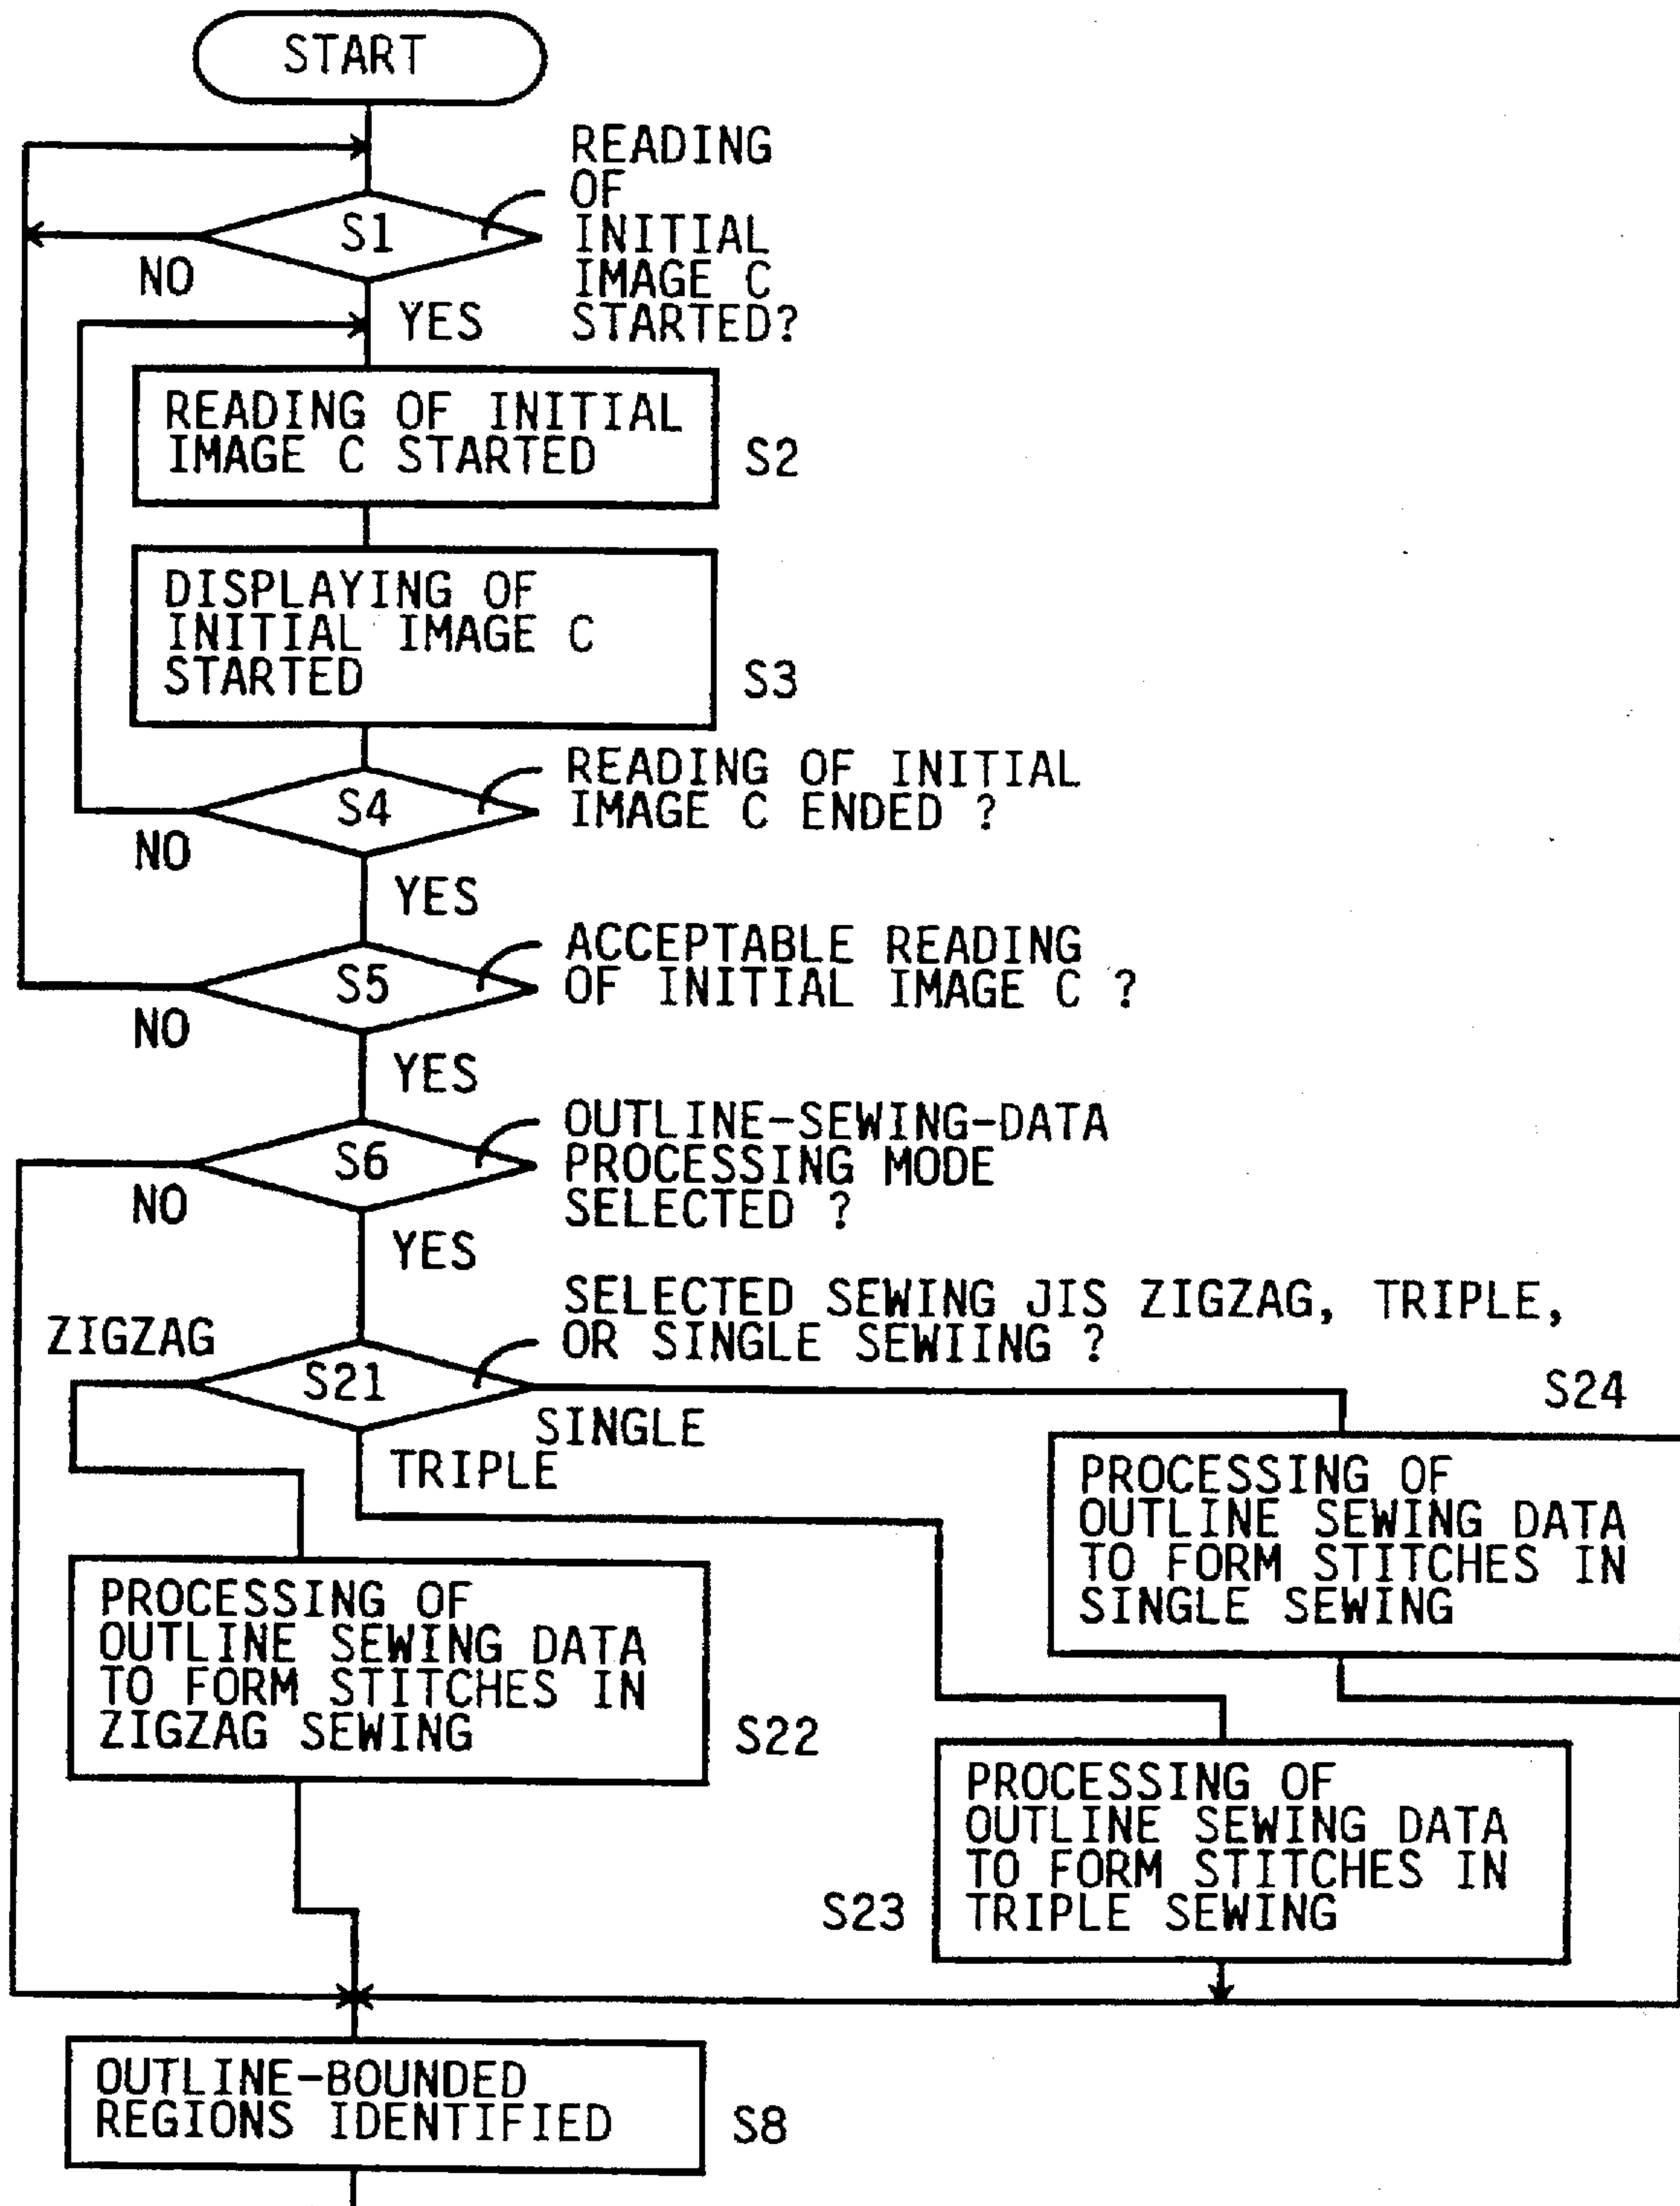 START
READING
OF
INITIAL
IMAGE C
STARTED?
S1
NO
YES
READING OF INITIAL
IMAGE C STARTED
S2
DISPLAYING OF
INITIAL IMAGE C
STARTED
S3
READING OF INITIAL
IMAGE C ENDED ?
S4
NO
YES
ACCEPTABLE READING
OF INITIAL IMAGE C ?
S5
NO
YES
OUTLINE-SEWING-DATA
PROCESSING MODE
SELECTED ?
S6
NO
YES
SELECTED SEWING JIS ZIGZAG, TRIPLE,
OR SINGLE SEWIING ?
ZIGZAG
S21
SINGLE
TRIPLE
S24
PROCESSING OF
OUTLINE SEWING DATA
TO FORM STITCHES IN
SINGLE SEWING
PROCESSING OF
OUTLINE SEWING DATA
TO FORM STITCHES IN
ZIGZAG SEWING
S22
PROCESSING OF
OUTLINE SEWING DATA
TO FORM STITCHES IN
TRIPLE SEWING
S23
OUTLINE-BOUNDED
REGIONS IDENTIFIED
S8